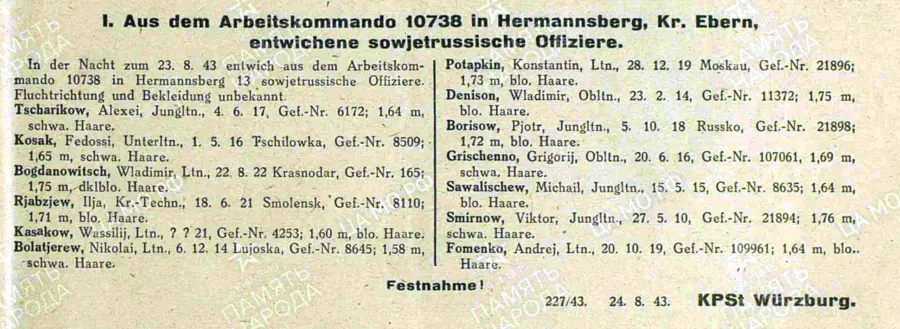 I. Aus dem Arbeitskommando 10738 in Hermannsberg, Kr. Ebern,
entwichene sowjetrussische Offiziere.
In der Nacht zum 23. 8. 43 entwich aus dem Arbeitskom-
mando 10738 in Hermannsberg 13 sowjetrussische Offiziere.
Fluchtrichtung und Bekleidung unbekannt.
Tscharikow, Alexei, Jungltn., 4. 6. 17, Gef.-Nr. 6172; 1,64 m,
schwa. Haare.
Kosak, Fedossi, Unterltn., 1. 5. 16 Tschilowka, Gef.-Nr. 8509;
1,65 m, schwa. Haare.
Bogdanowitsch, Wladimir, Ltn., 22. 8. 22 Krasnodar, Gef.-Nr. 165;
1,75 m, dklblo. Haare.
Rjabzjew, Ilja, Kr.-Techn., 18. 6. 21 Smolensk, Gef.-Nr. 8110;
1,71 m, blo. Haare.
Kasakow, Wassilij, Ltn., ? ? 21, Gef.-Nr. 4253; 1,60 m, blo. Haare.
Bolatjerew, Nikolai, Ltn., 6. 12. 14 Lujoska, Gef.-Nr. 8645; 1,58 m,
schwa. Haare.
Potapkin, Konstantin, Ltn., 28. 12. 19 Moskau, Gef.-Nr. 21896;
1,73 m, blo. Haare.
Denison, Wladimir, Obltn., 23. 2. 14, Gef.-Nr. 11372; 1,75 m,
blo. Haare.
Borisow, Pjotr, Jungltn., 5. 10. 18 Russko, Gef.-Nr. 21898;
1,72 m, blo. Haare.
Grischenno, Grigorij, Obltn., 20. 6. 16, Gef.-Nr. 107061, 1,69 m,
schwa. Haare.
Sawalischew, Michail, Jungltn., 15. 5. 15, Gef.-Nr. 8635; 1,64 m,
blo. Haare.
Smirnow, Viktor, Jungltn., 27. 5. 10, Gef.-Nr. 21894; 1,76 m,
schwa. Haare.
Fomenko, Andrej, Ltn., 20. 10. 19, Gef.-Nr. 109961; 1,64 m, blo.
Haare.
Festnahme!
227/43. 24. 8. 43. KPSt Würzburg.